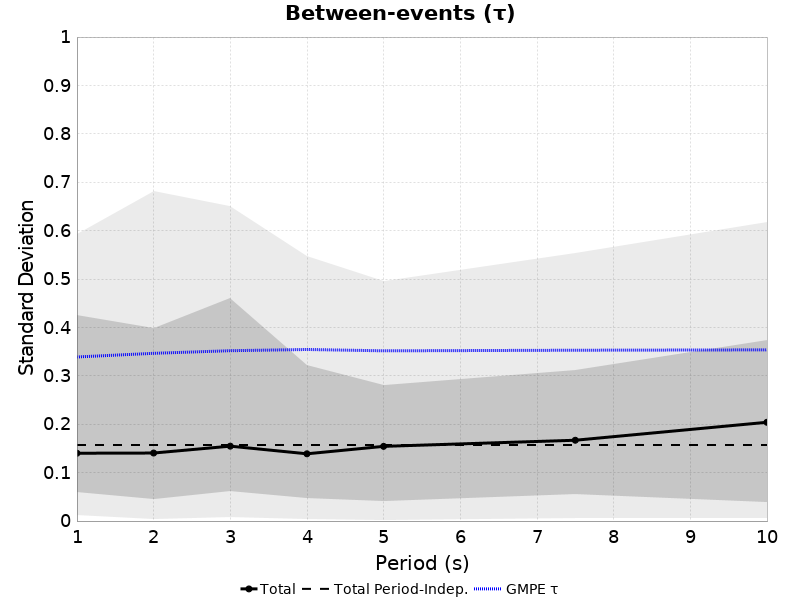 Between-events (τ)
Standard Deviation
1
0.9
0.8
0.7
0.6
0.5
0.4
0.3
0.2
0.1
0
1 2 3 4 5 6 7 8 9 10
Period (s)
Total Total Period-Indep. GMPE τ